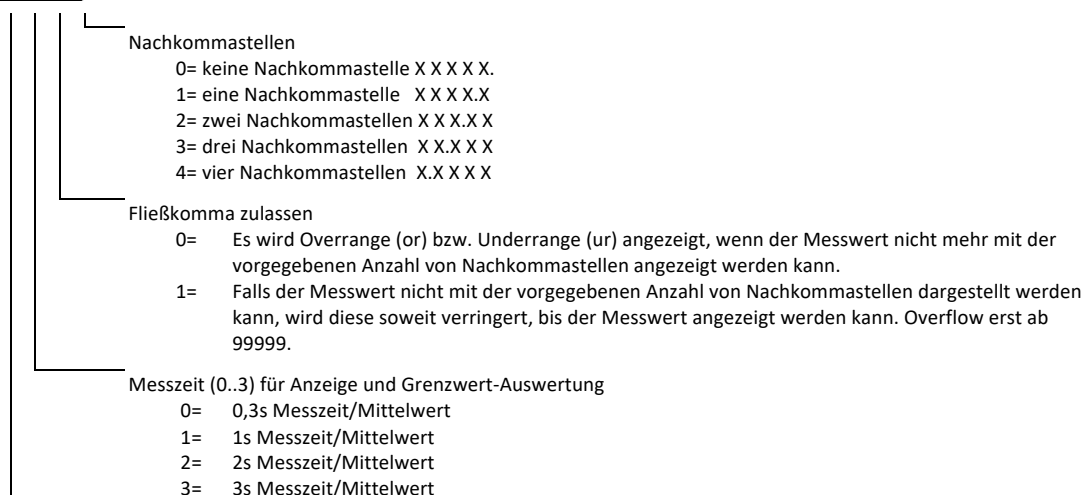 Nachkommastellen
0= keine Nachkommastelle X X X X X.
1= eine Nachkommastelle X X X X.X
2= zwei Nachkommastellen X X X.X X
3= drei Nachkommastellen X X.X X X
4= vier Nachkommastellen X.X X X X
Fließkomma zulassen
0= Es wird Overrange (or) bzw. Underrange (ur) angezeigt, wenn der Messwert nicht mehr mit der
vorgegebenen Anzahl von Nachkommastellen angezeigt werden kann.
1= Falls der Messwert nicht mit der vorgegebenen Anzahl von Nachkommastellen dargestellt werden
kann, wird diese soweit verringert, bis der Messwert angezeigt werden kann. Overflow erst ab
99999.
Messzeit (0..3) für Anzeige und Grenzwert-Auswertung
0= 0,3s Messzeit/Mittelwert
1= 1s Messzeit/Mittelwert
2= 2s Messzeit/Mittelwert
3= 3s Messzeit/Mittelwert